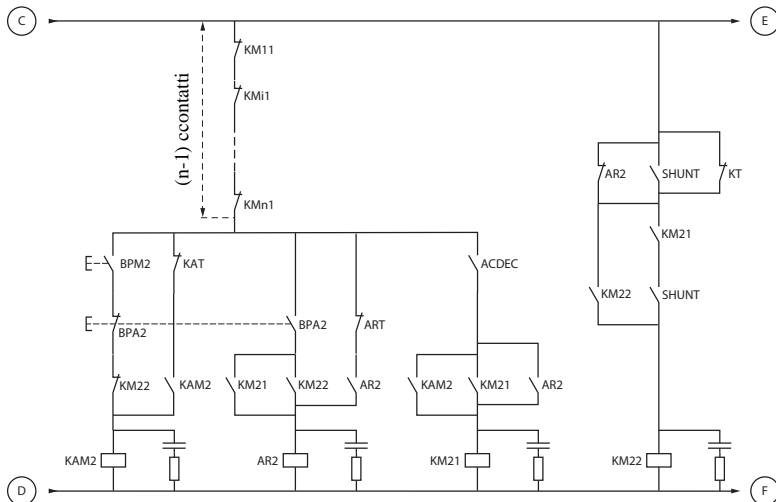 C
E
KM11
(n-1) ccontatti
KMi1
KMn1
AR2
SHUNT
KT
KM21
BPM2
KAT
ACDEC
KM22
SHUNT
BPA2
BPA2
ART
KM22
KAM2
KM21
KM22
AR2
KAM2
KM21
AR2
KAM2
AR2
KM21
KM22
D
F